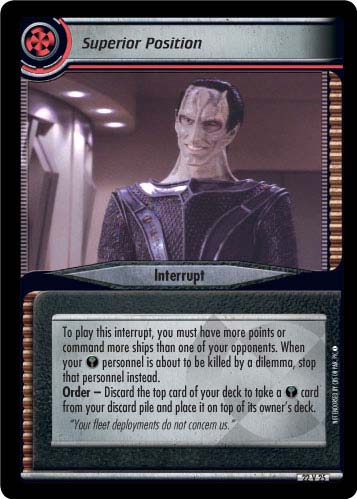 Superior Position
Interrupt
To play this interrupt, you must have more points or
command more ships than one of your opponents. When
your personnel is about to be killed by a dilemma, stop
that personnel instead.
Order – Discard the top card of your deck to take a card
from your discard pile and place it on top of its owner's deck.
"Your fleet deployments do not concern us."
22 V 25